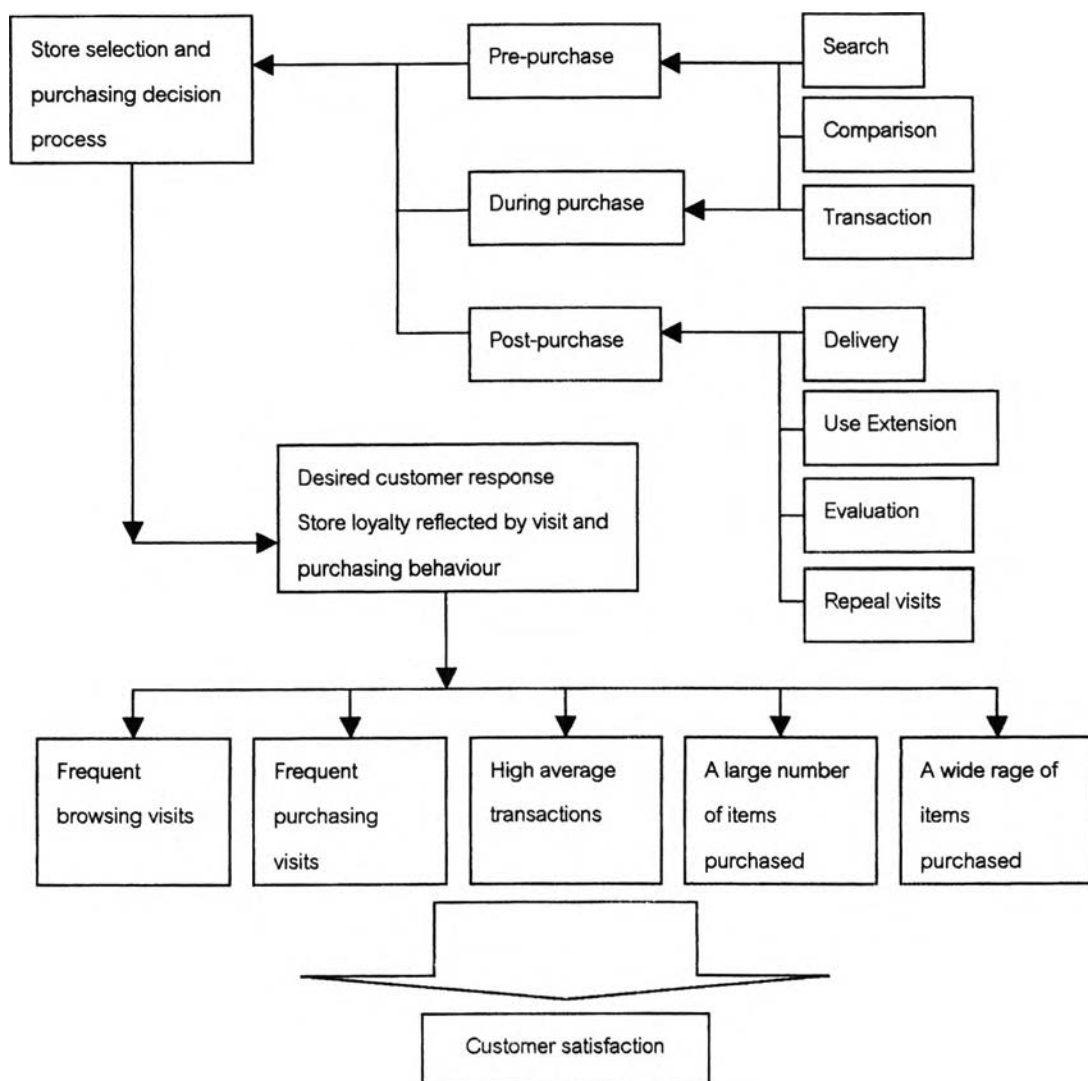 Store selection and
purchasing decision
process
Pre-purchase
During purchase
Post-purchase
Search
Comparison
Transaction
Delivery
Use Extension
Evaluation
Repeal visits
Desired customer response
Store loyalty reflected by visit and
purchasing behaviour
Frequent
browsing visits
Frequent
purchasing
visits
High average
transactions
A large number
of items
purchased
A wide rage of
items
purchased
Customer satisfaction